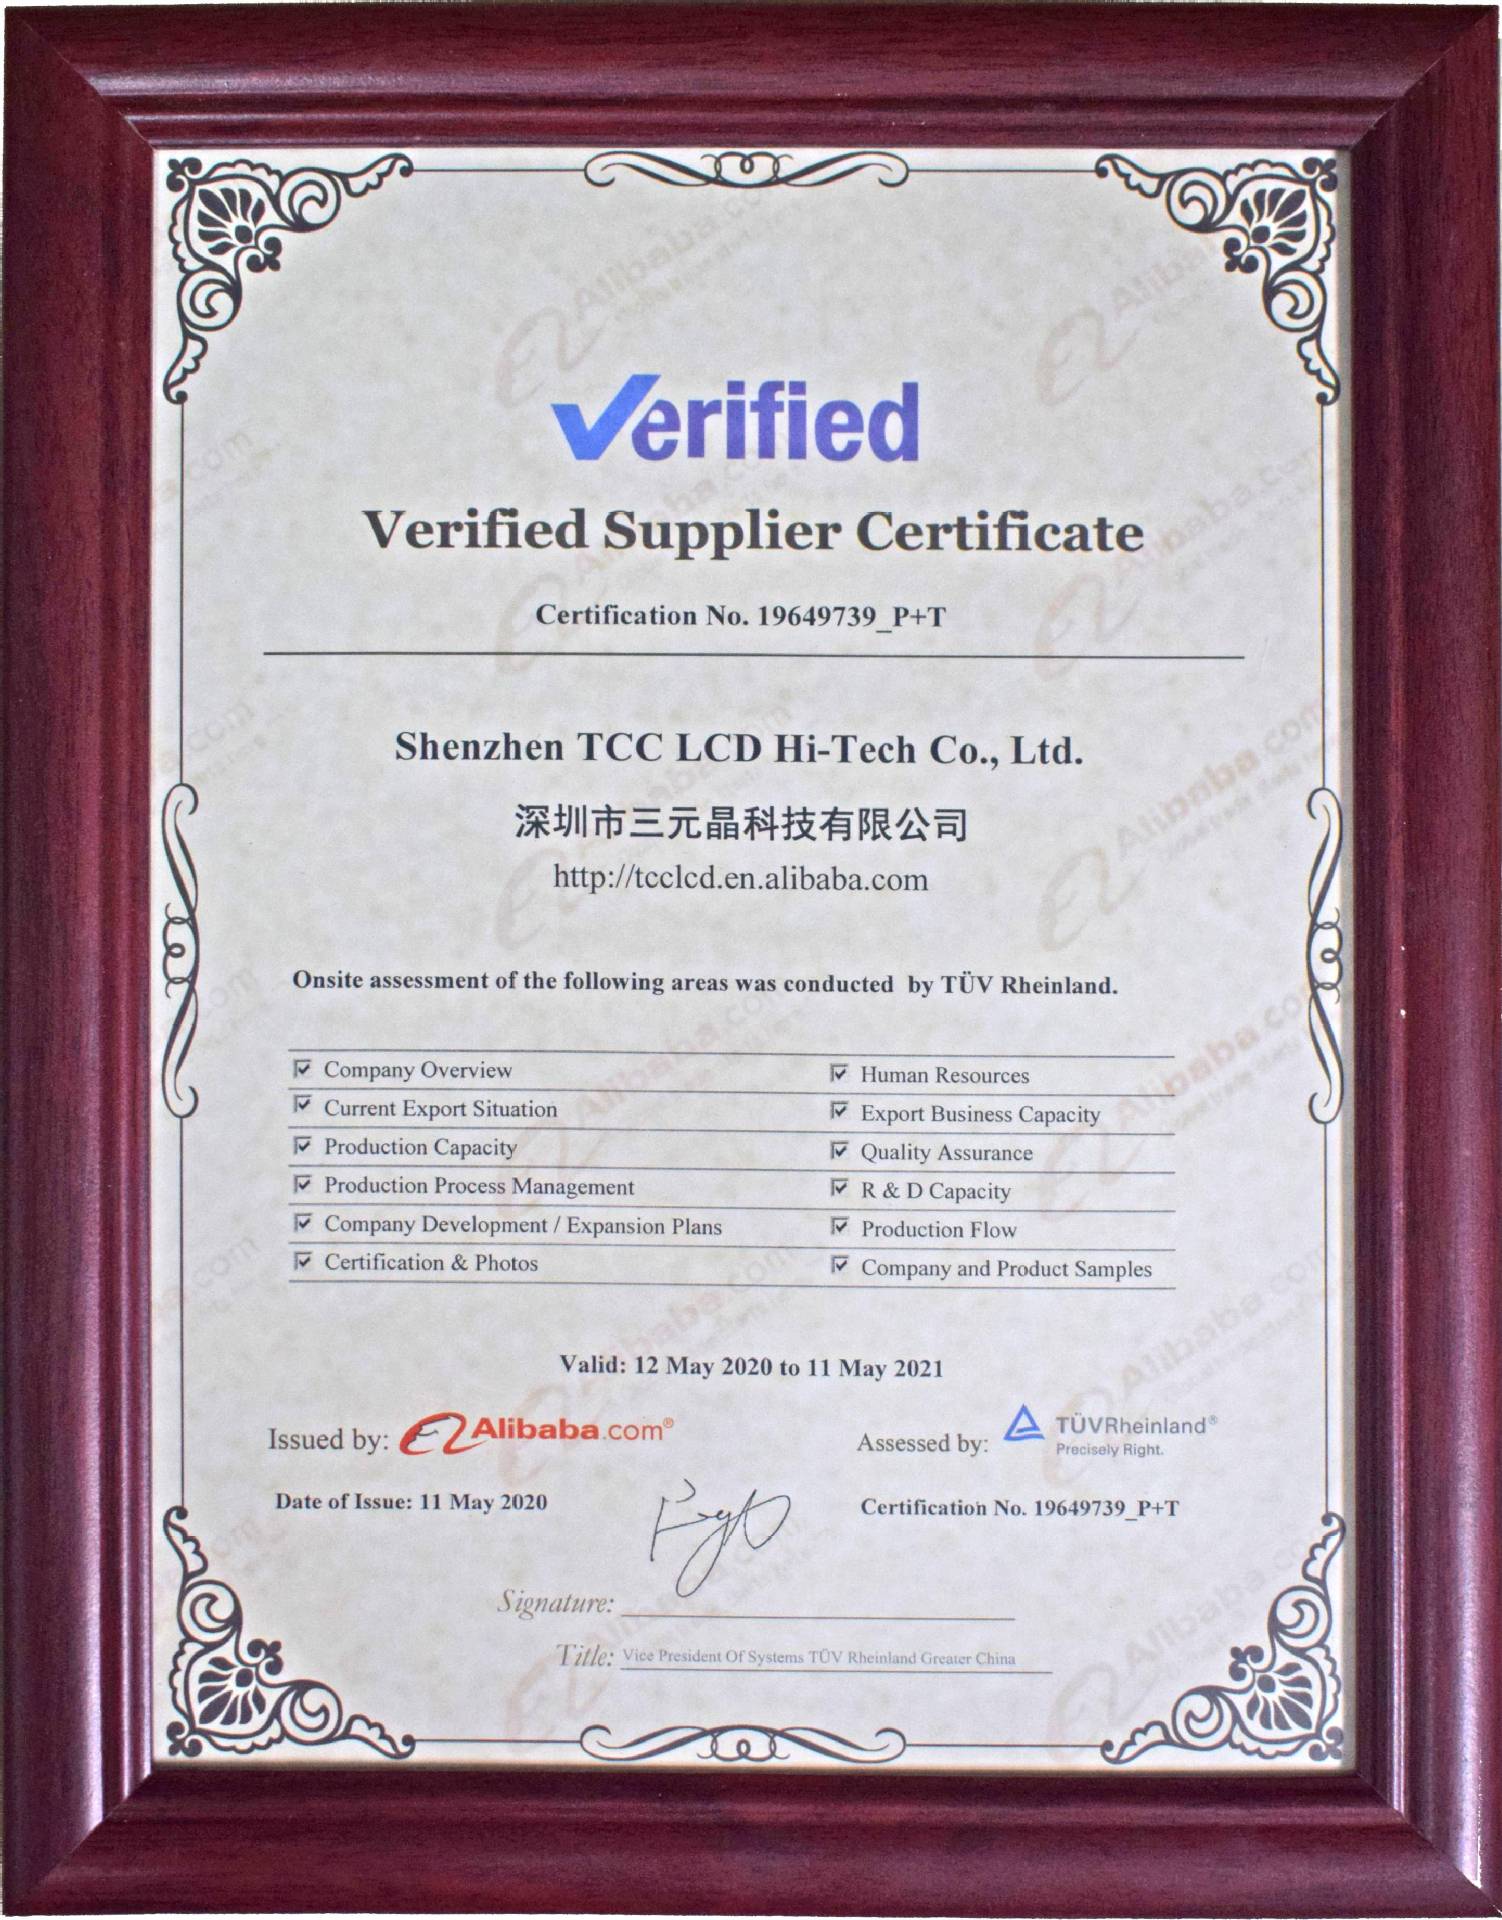 Verified
Verified Supplier Certificate
Certification No. 19649739_P+T
Shenzhen TCC LCD Hi-Tech Co., Ltd.
深圳市三元晶科技有限公司
http://tcclcd.en.alibaba.com
Onsite assessment of the following areas was conducted by TÜV Rheinland.
Company Overview Human Resources
Current Export Situation Export Business Capacity
Production Capacity Quality Assurance
Production Process Management R & D Capacity
Company Development / Expansion Plans Production Flow
Certification & Photos Company and Product Samples
Valid: 12 May 2020 to 11 May 2021
Issued by: Alibaba.com® Assessed by: TÜVRheinland®
Precisely Right.
Date of Issue: 11 May 2020 Certification No. 19649739_P+T
Signature:
Title: Vice President Of Systems TÜV Rheinland Greater China